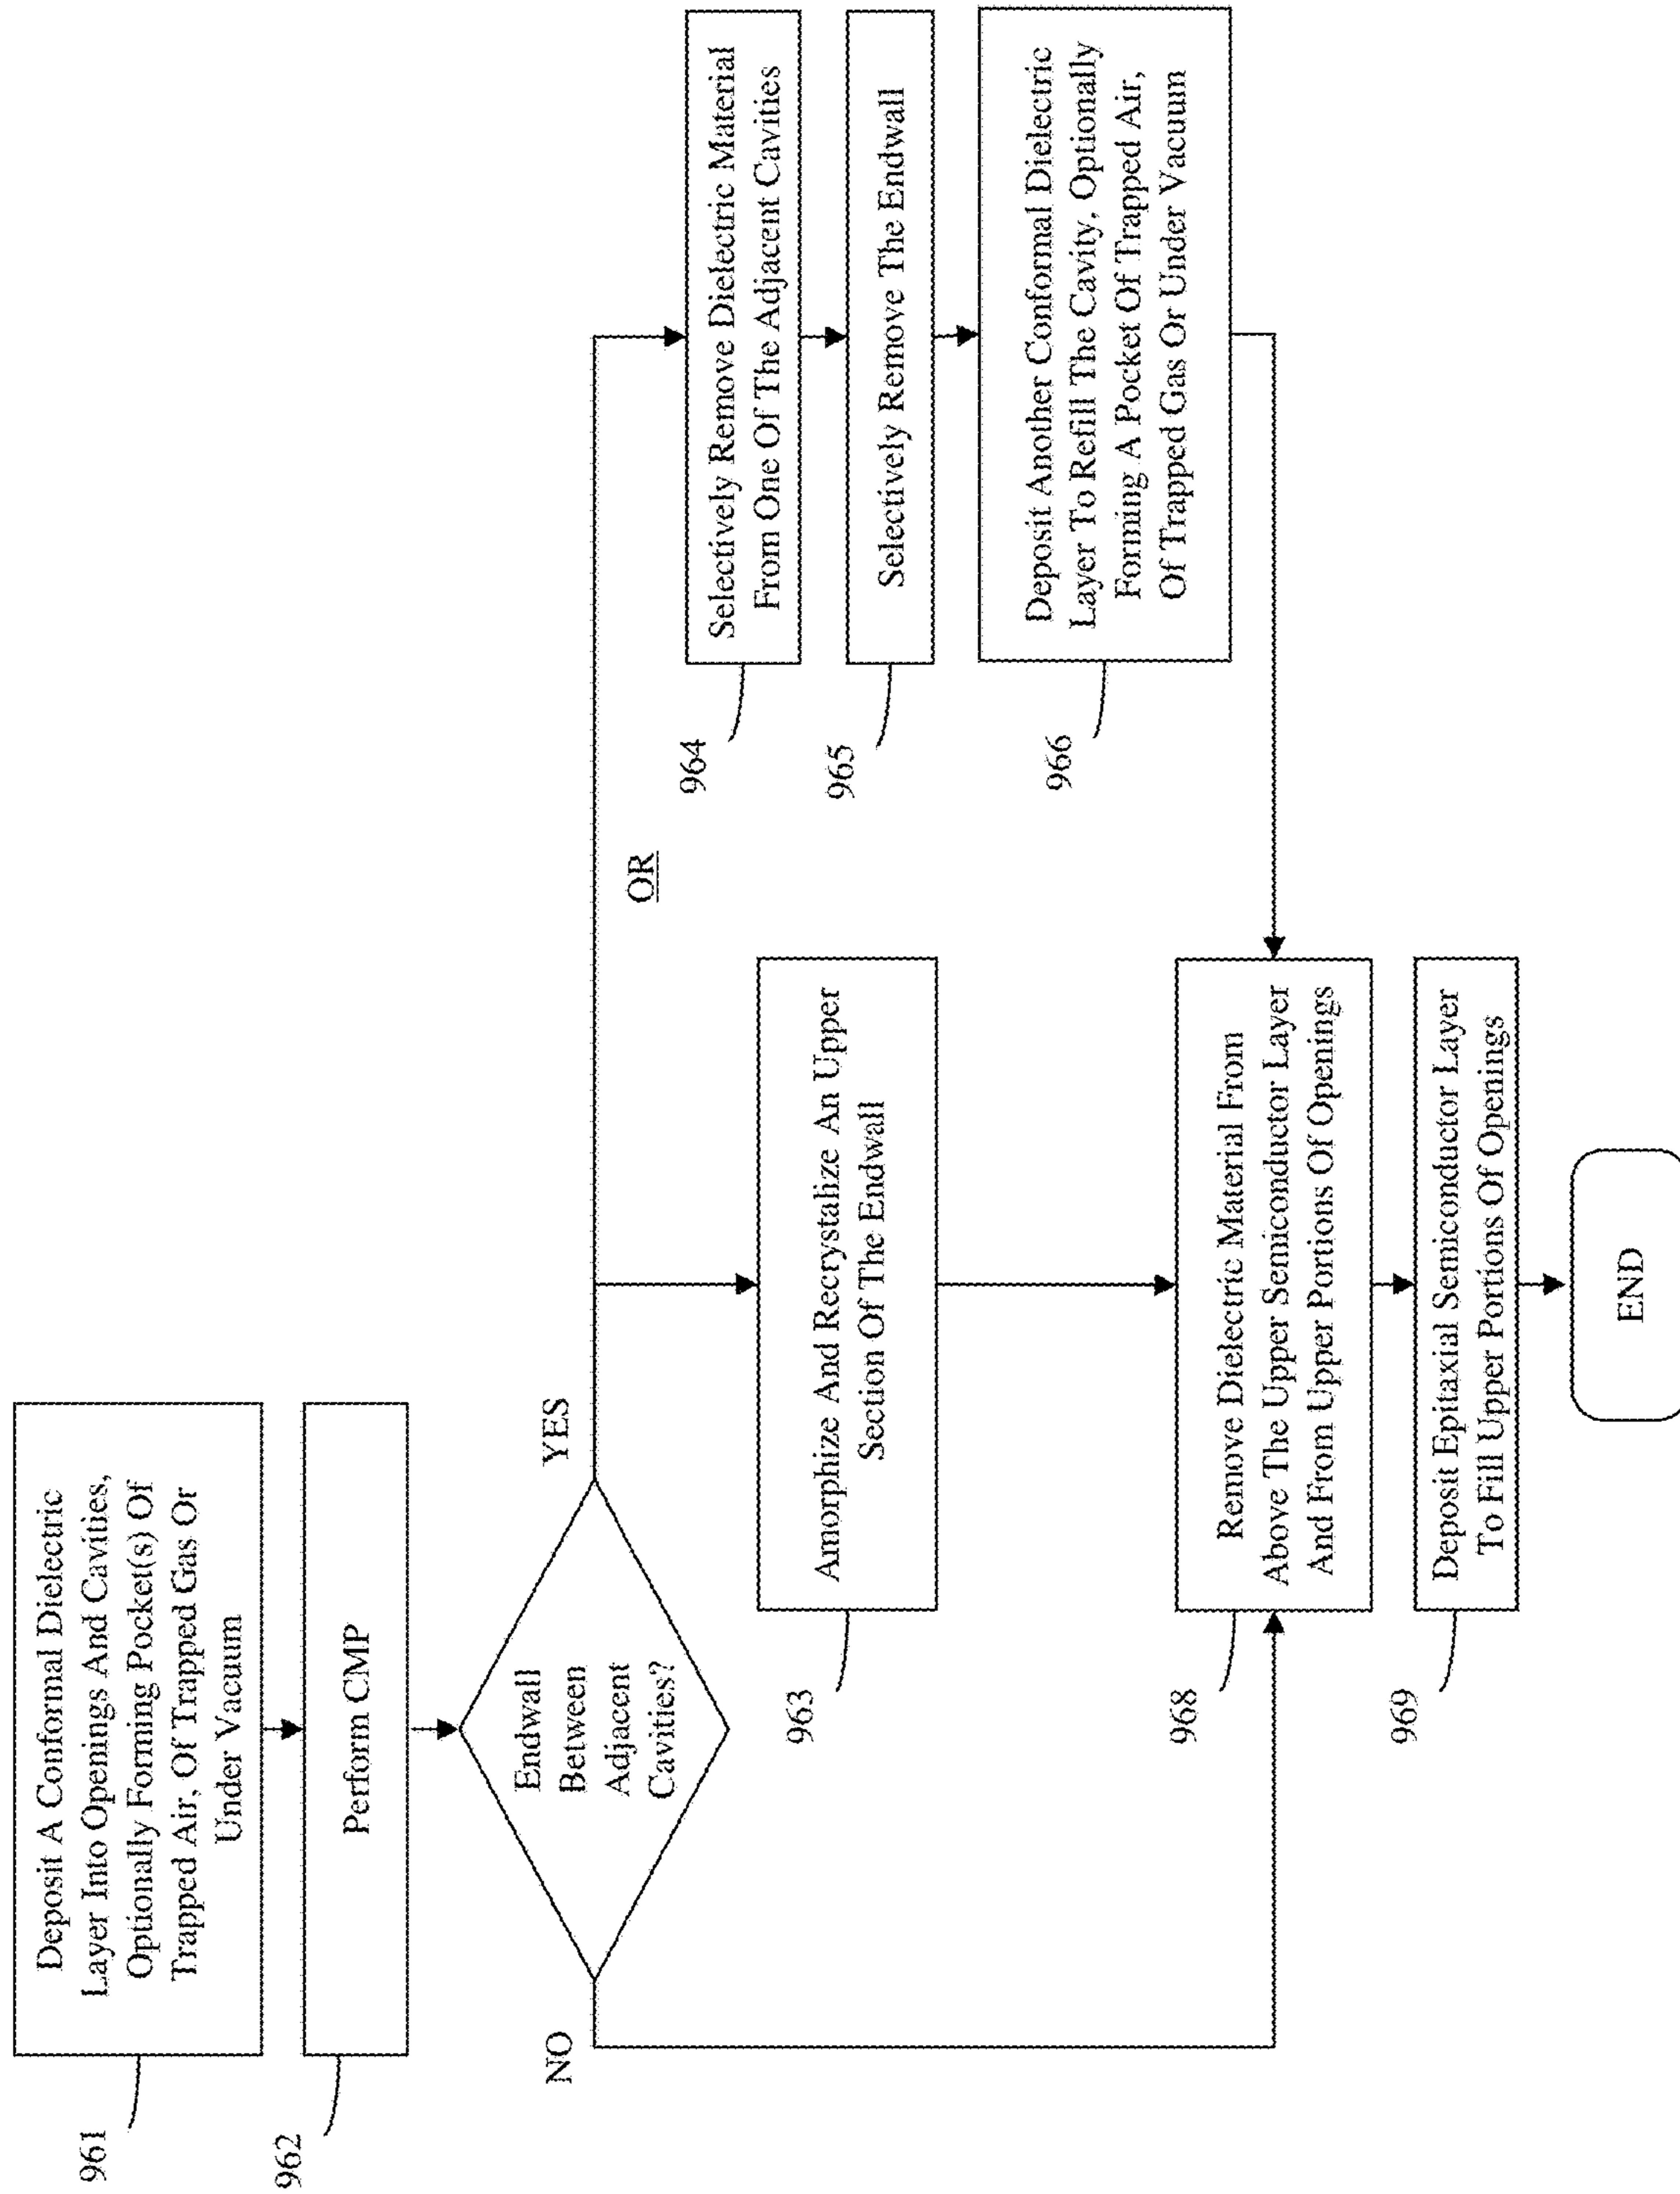 Deposit A Conformal Dielectric
Layer Into Openings And Cavities,
Optionally Forming Pocket(s) Of
Trapped Air, Of Trapped Gas Or
Under Vacuum
961
Perform CMP
962
Endwall
Between
Adjacent
Cavities?
NO
YES
OR
Amorphize And Recrystalize An Upper
Section Of The Endwall
963
Selectively Remove Dielectric Material
From One Of The Adjacent Cavities
964
Selectively Remove The Endwall
965
Deposit Another Conformal Dielectric
Layer To Refill The Cavity, Optionally
Forming A Pocket Of Trapped Air,
Of Trapped Gas Or Under Vacuum
966
Remove Dielectric Material From
Above The Upper Semiconductor Layer
And From Upper Portions Of Openings
968
Deposit Epitaxial Semiconductor Layer
To Fill Upper Portions Of Openings
969
END